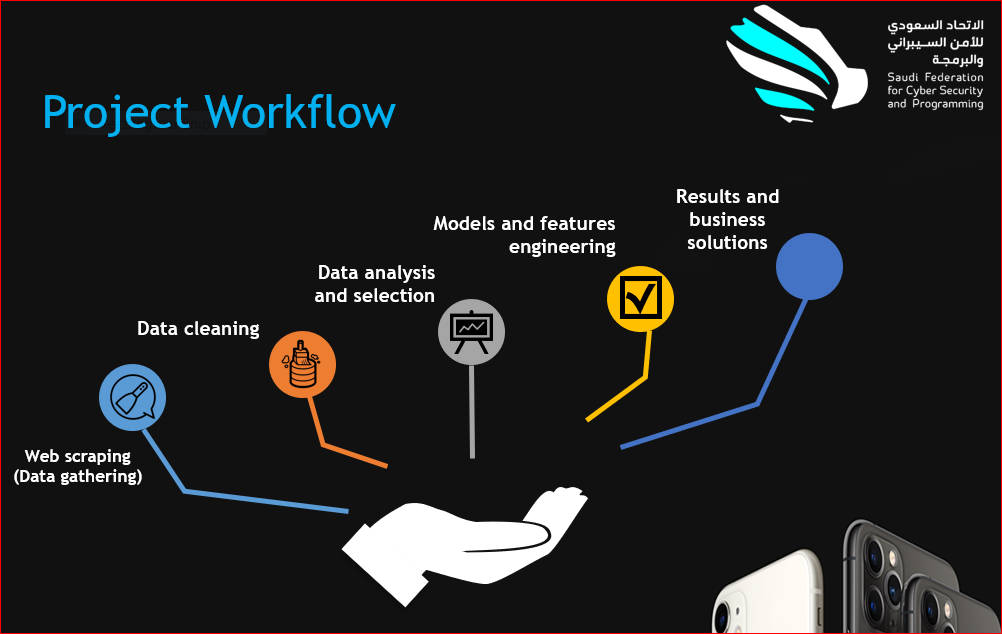 الاتحاد السعودي
للأمن السيبراني
والبرمجة
Saudi Federation
for Cyber Security
and Programming
Project Workflow
Results and
business
solutions
Models and features
engineering
Data analysis
and selection
Data cleaning
Web scraping
(Data gathering)